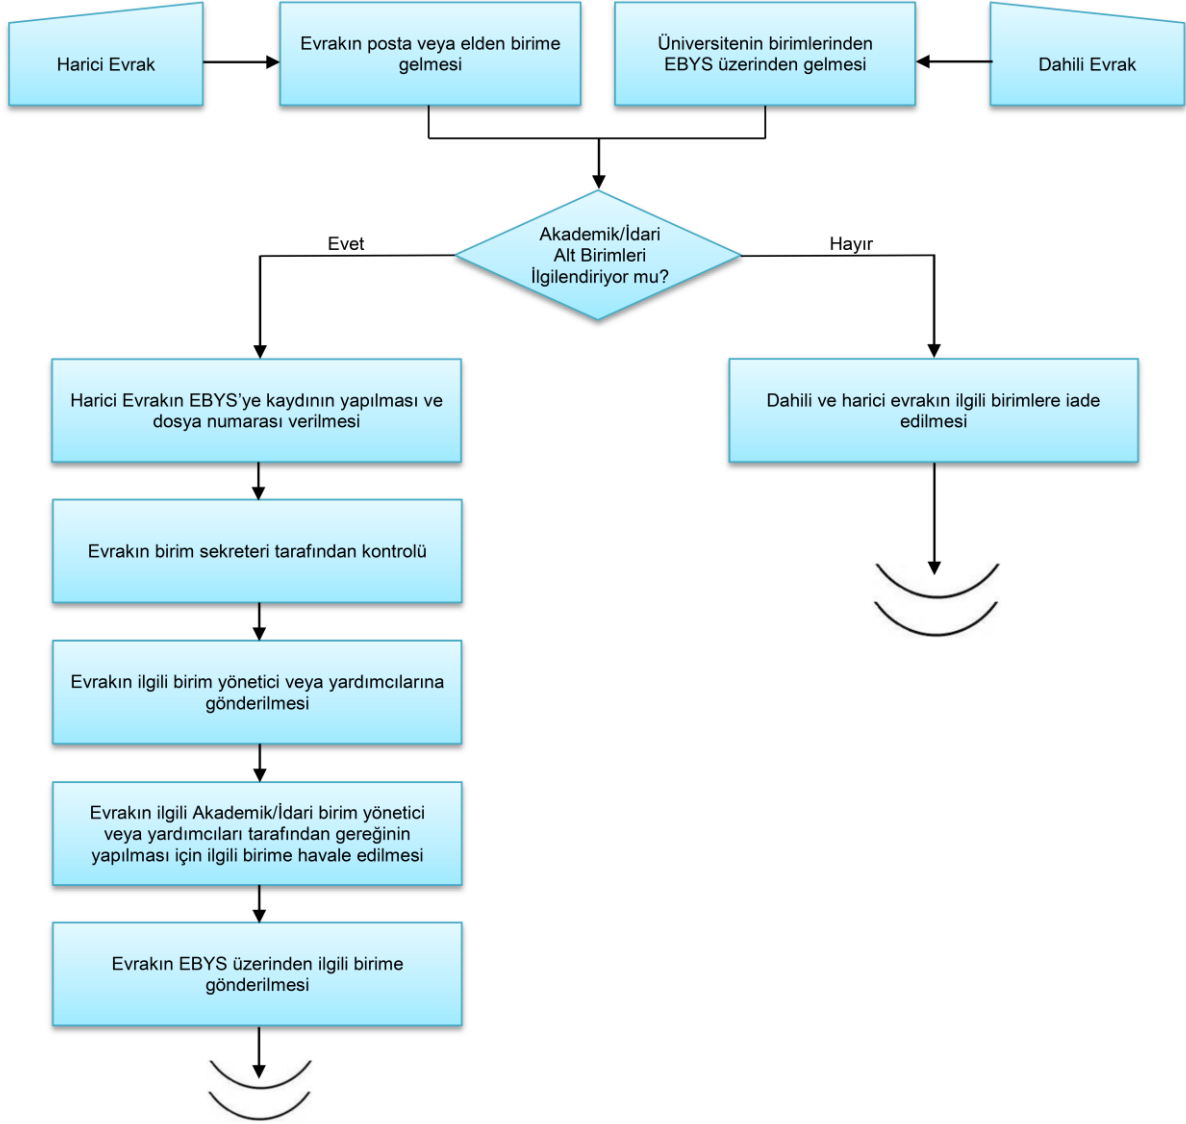 Harici Evrak
Evrakın posta veya elden birime
gelmesi
Üniversitenin birimlerinden
EBYS üzerinden gelmesi
Dahili Evrak
Akademik/İdari
Alt Birimleri
İlgilendiriyor mu?
Evet
Hayır
Harici Evrakın EBYS’ye kaydının yapılması ve
dosya numarası verilmesi
Dahili ve harici evrakın ilgili birimlere iade
edilmesi
Evrakın birim sekreteri tarafından kontrolü
Evrakın ilgili birim yönetici veya yardımcılarına
gönderilmesi
Evrakın ilgili Akademik/İdari birim yönetici
veya yardımcıları tarafından gereğinin
yapılması için ilgili birime havale edilmesi
Evrakın EBYS üzerinden ilgili birime
gönderilmesi